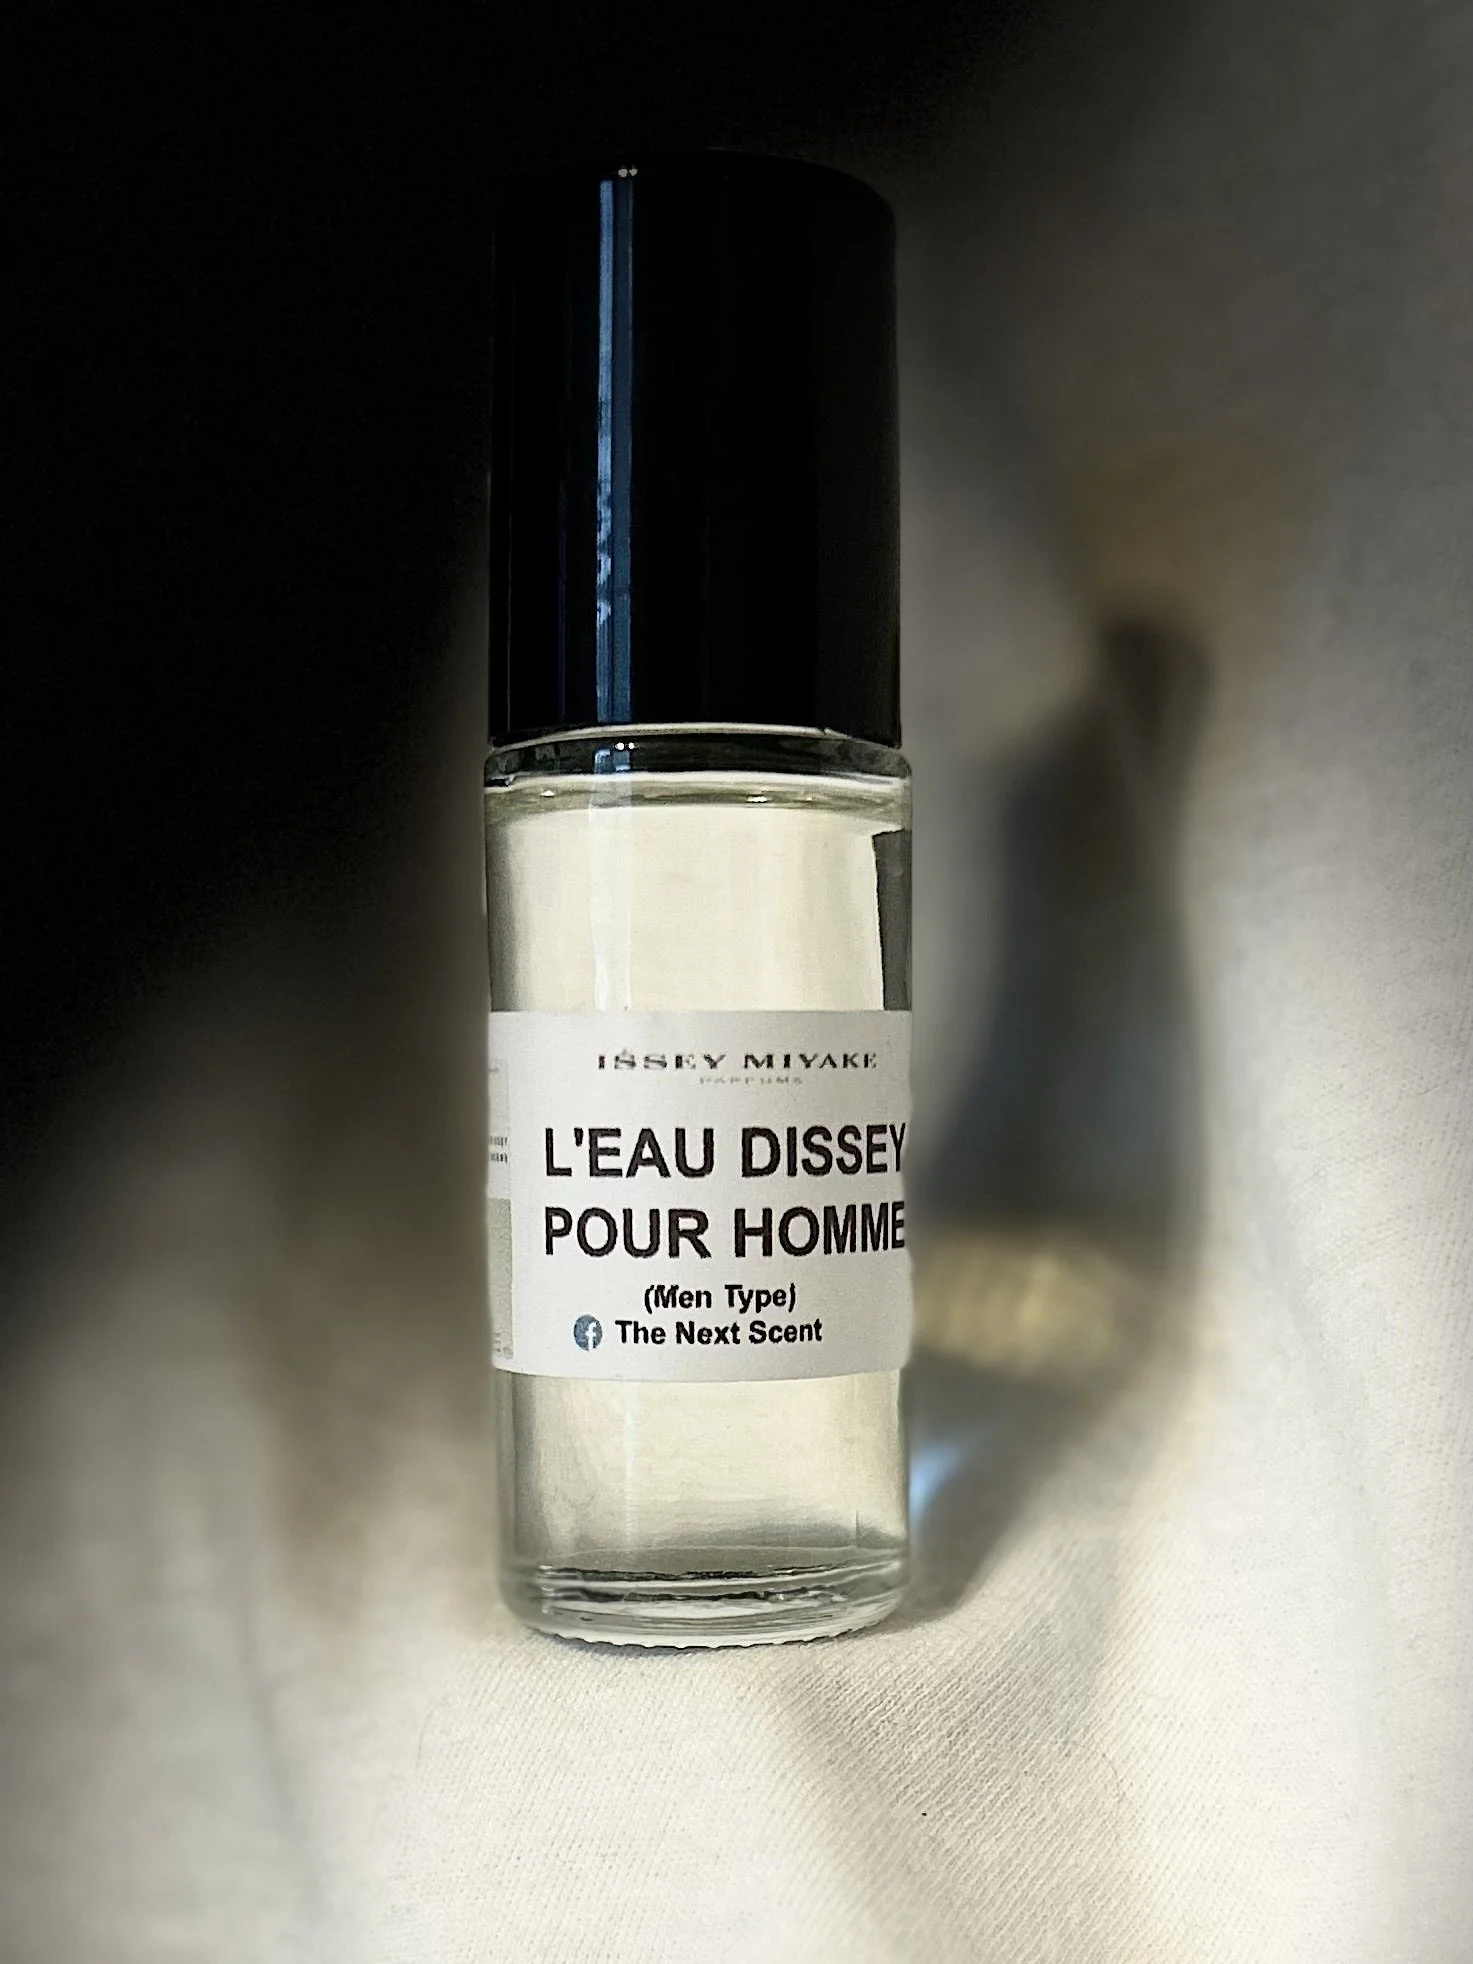 ISSEY MIYAKE
PARFUMS
L'EAU DISSEY
POUR HOMME
(Men Type)
The Next Scent